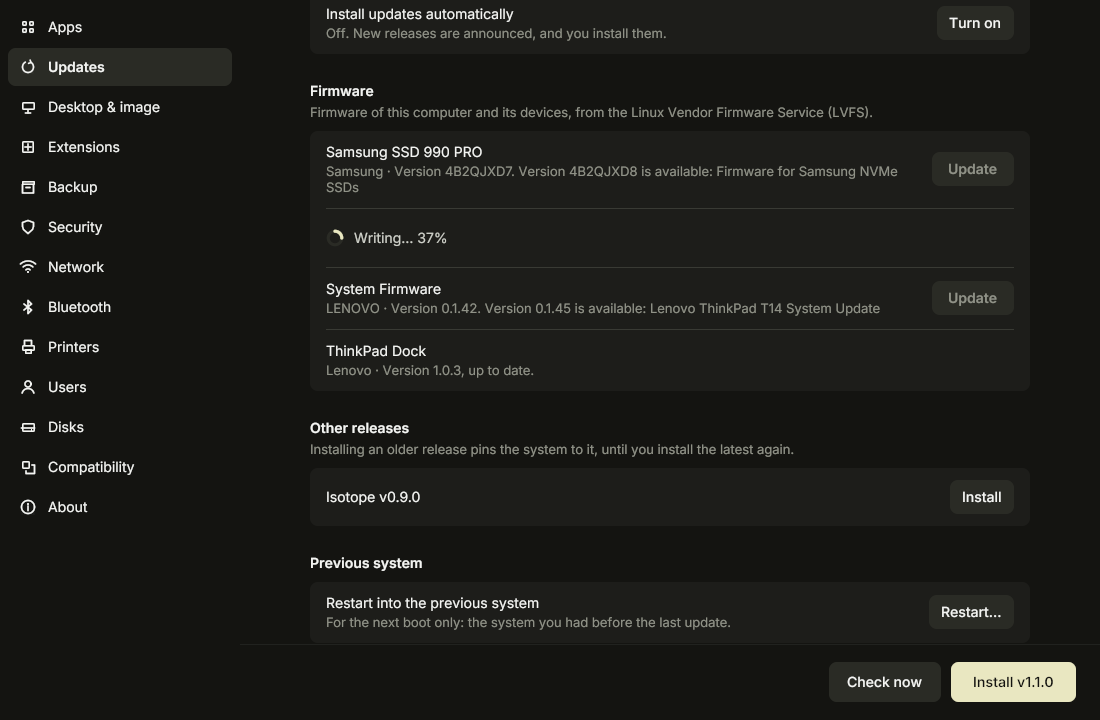 Apps
Updates
Desktop & image
Extensions
Backup
Security
Network
Bluetooth
Printers
Users
Disks
Compatibility
About
Install updates automatically
Off. New releases are announced, and you install them.
Turn on
Firmware
Firmware of this computer and its devices, from the Linux Vendor Firmware Service (LVFS).
Samsung SSD 990 PRO
Samsung · Version 4B2QJXD7. Version 4B2QJXD8 is available: Firmware for Samsung NVMe
SSDs
Update
Writing... 37%
System Firmware
LENOVO · Version 0.1.42. Version 0.1.45 is available: Lenovo ThinkPad T14 System Update
Update
ThinkPad Dock
Lenovo · Version 1.0.3, up to date.
Other releases
Installing an older release pins the system to it, until you install the latest again.
Isotope v0.9.0
Install
Previous system
Restart into the previous system
For the next boot only: the system you had before the last update.
Restart...
Check now
Install v1.1.0